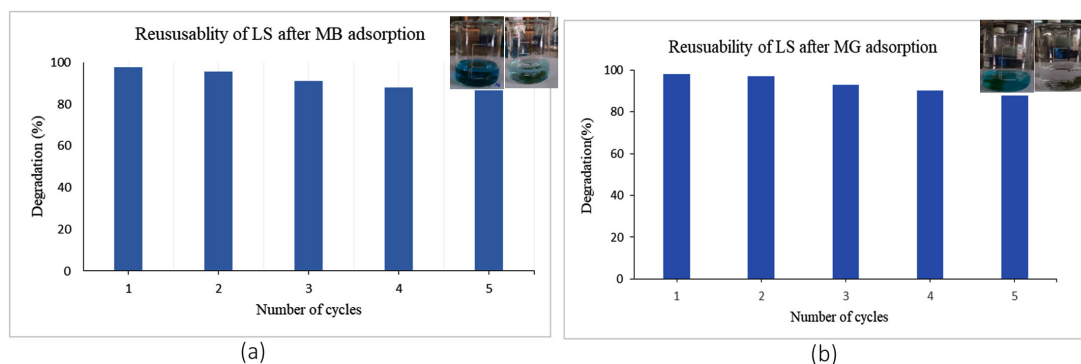 Reususablity of LS after MB adsorption
100
80
60
40
20
0
Degradation (%)
1 2 3 4 5
Number of cycles
(a)
Reusuability of LS after MG adsorption
100
80
60
40
20
0
Degradation(%)
1 2 3 4 5
Number of cycles
(b)